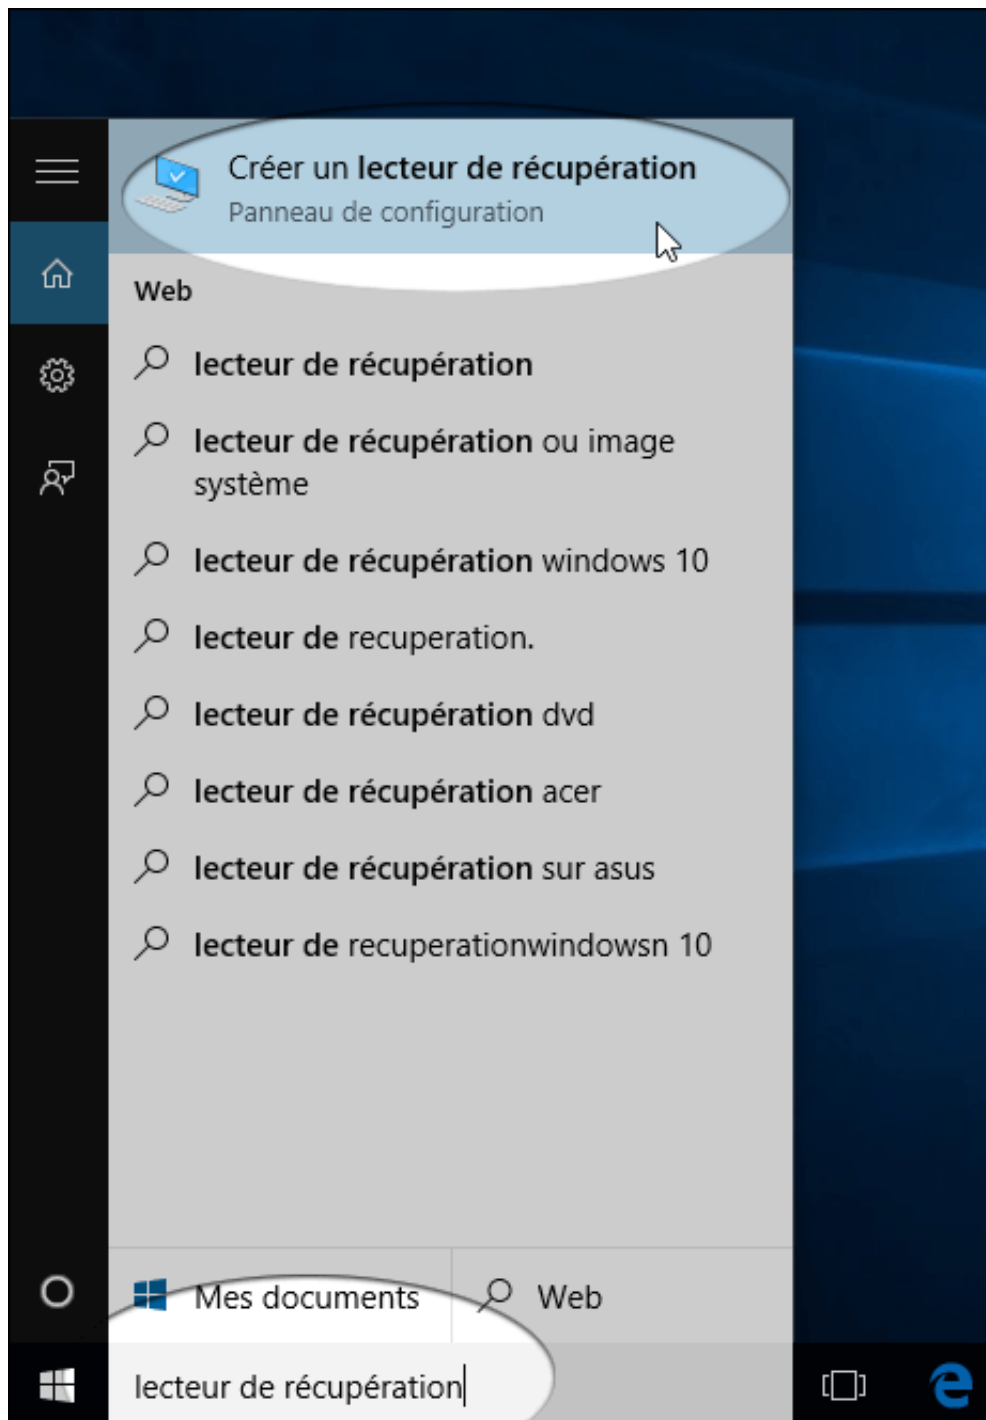 Créer un lecteur de récupération
Panneau de configuration
Web
lecteur de récupération
lecteur de récupération ou image
système
lecteur de récupération windows 10
lecteur de recuperation.
lecteur de récupération dvd
lecteur de récupération acer
lecteur de récupération sur asus
lecteur de recuperationwindowsn 10
Mes documents
Web
lecteur de récupération